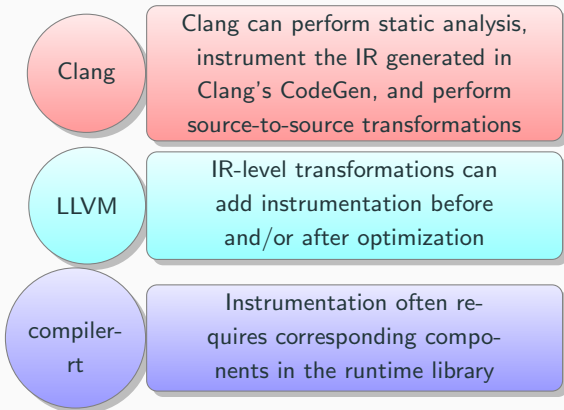 Clang
Clang can perform static analysis,
instrument the IR generated in
Clang's CodeGen, and perform
source-to-source transformations
LLVM
IR-level transformations can
add instrumentation before
and/or after optimization
compiler-
rt
Instrumentation often re-
quires corresponding compo-
nents in the runtime library